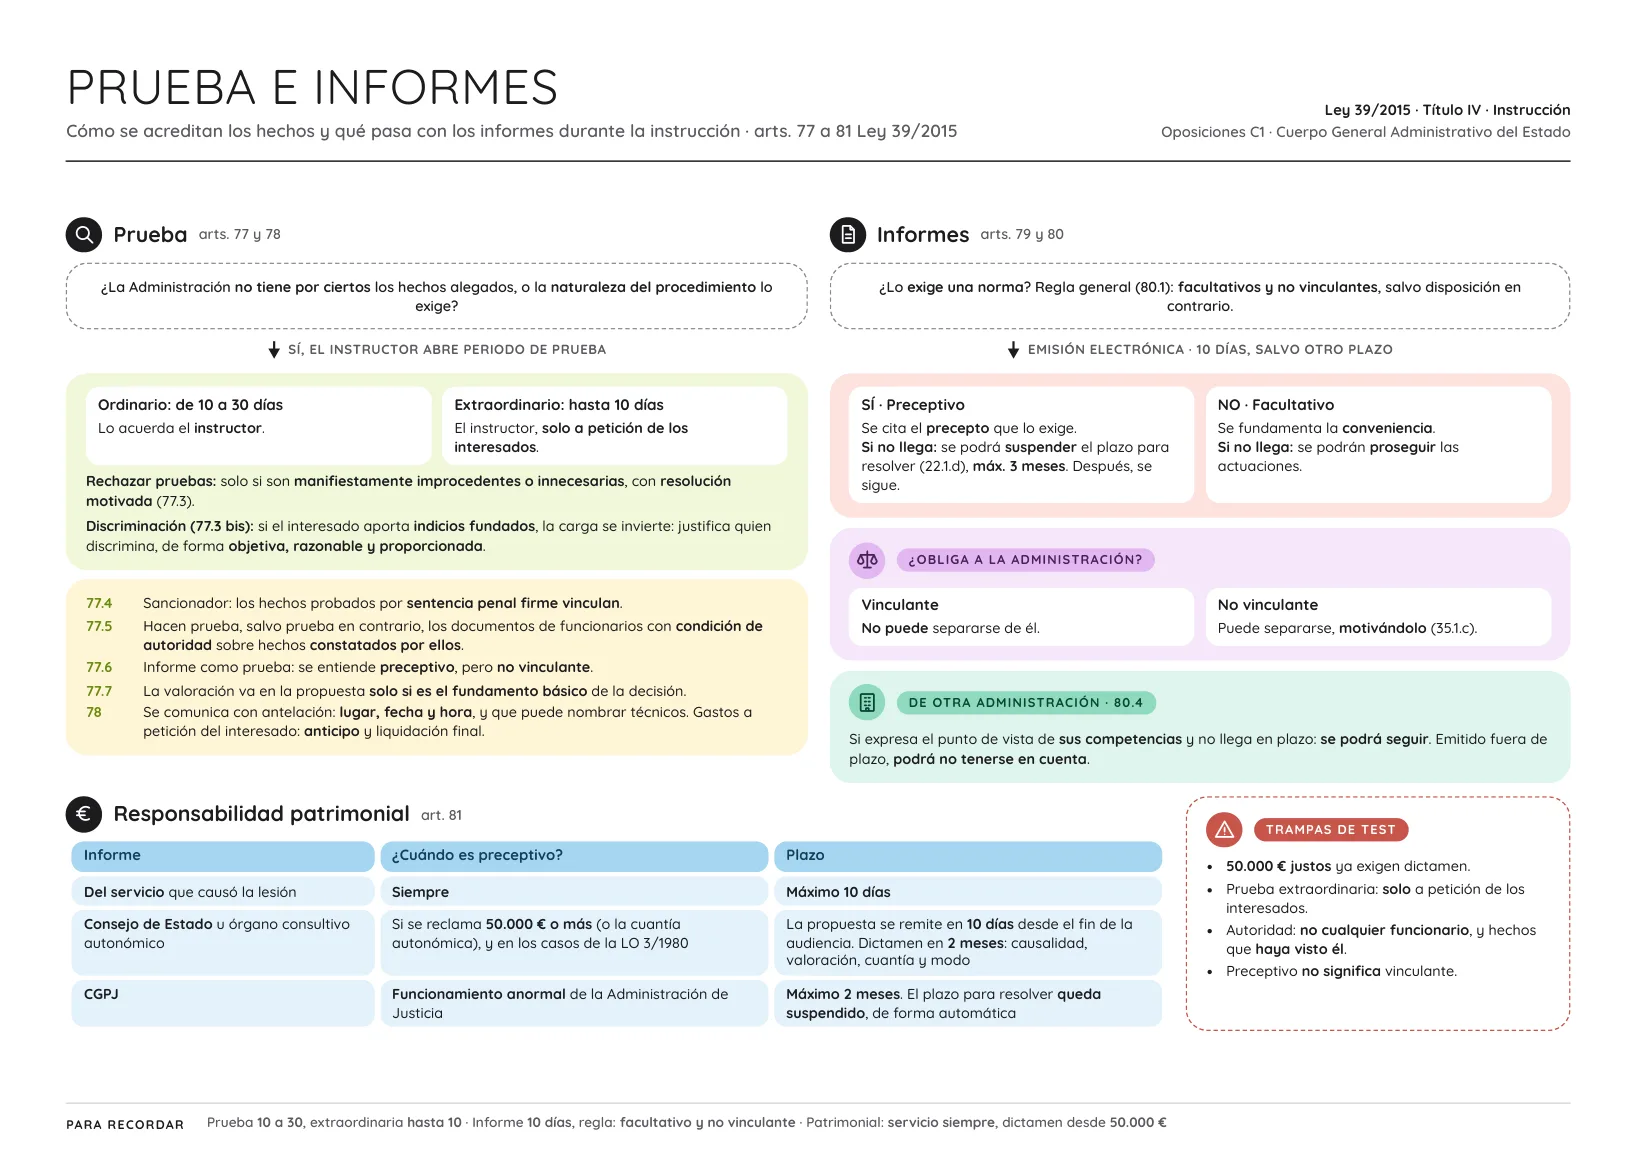 PRUEBA E INFORMES
Cómo se acreditan los hechos y qué pasa con los informes durante la instrucción · arts. 77 a 81 Ley 39/2015
Ley 39/2015 · Título IV · Instrucción
Oposiciones C1 · Cuerpo General Administrativo del Estado
Prueba arts. 77 y 78
¿La Administración no tiene por ciertos los hechos alegados, o la naturaleza del procedimiento lo
exige?
SÍ, EL INSTRUCTOR ABRE PERIODO DE PRUEBA
Ordinario: de 10 a 30 días
Lo acuerda el instructor.
Extraordinario: hasta 10 días
El instructor, solo a petición de los
interesados.
Rechazar pruebas: solo si son manifiestamente improcedentes o innecesarias, con resolución
motivada (77.3).
Discriminación (77.3 bis): si el interesado aporta indicios fundados, la carga se invierte: justifica quien
discrimina, de forma objetiva, razonable y proporcionada.
77.4 Sancionador: los hechos probados por sentencia penal firme vinculan.
77.5 Hacen prueba, salvo prueba en contrario, los documentos de funcionarios con condición de
autoridad sobre hechos constatados por ellos.
77.6 Informe como prueba: se entiende preceptivo, pero no vinculante.
77.7 La valoración va en la propuesta solo si es el fundamento básico de la decisión.
78 Se comunica con antelación: lugar, fecha y hora, y que puede nombrar técnicos. Gastos a
petición del interesado: anticipo y liquidación final.
Informes arts. 79 y 80
¿Lo exige una norma? Regla general (80.1): facultativos y no vinculantes, salvo disposición en
contrario.
EMISIÓN ELECTRÓNICA · 10 DÍAS, SALVO OTRO PLAZO
SÍ · Preceptivo
Se cita el precepto que lo exige.
Si no llega: se podrá suspender el plazo para
resolver (22.1.d), máx. 3 meses. Después, se
sigue.
NO · Facultativo
Se fundamenta la conveniencia.
Si no llega: se podrán proseguir las
actuaciones.
¿OBLIGA A LA ADMINISTRACIÓN?
Vinculante
No puede separarse de él.
No vinculante
Puede separarse, motivándolo (35.1.c).
DE OTRA ADMINISTRACIÓN · 80.4
Si expresa el punto de vista de sus competencias y no llega en plazo: se podrá seguir. Emitido fuera de
plazo, podrá no tenerse en cuenta.
€ Responsabilidad patrimonial art. 81
Informe ¿Cuándo es preceptivo? Plazo
Del servicio que causó la lesión
Siempre
Máximo 10 días
Consejo de Estado u órgano consultivo
autonómico
Si se reclama 50.000 € o más (o la cuantía
autonómica), y en los casos de la LO 3/1980
La propuesta se remite en 10 días desde el fin de la
audiencia. Dictamen en 2 meses: causalidad,
valoración, cuantía y modo
CGPJ
Funcionamiento anormal de la Administración de
Justicia
Máximo 2 meses. El plazo para resolver queda
suspendido, de forma automática
TRAMPAS DE TEST
• 50.000 € justos ya exigen dictamen.
• Prueba extraordinaria: solo a petición de los
interesados.
• Autoridad: no cualquier funcionario, y hechos
que haya visto él.
• Preceptivo no significa vinculante.
PARA RECORDAR Prueba 10 a 30, extraordinaria hasta 10 · Informe 10 días, regla: facultativo y no vinculante · Patrimonial: servicio siempre, dictamen desde 50.000 €